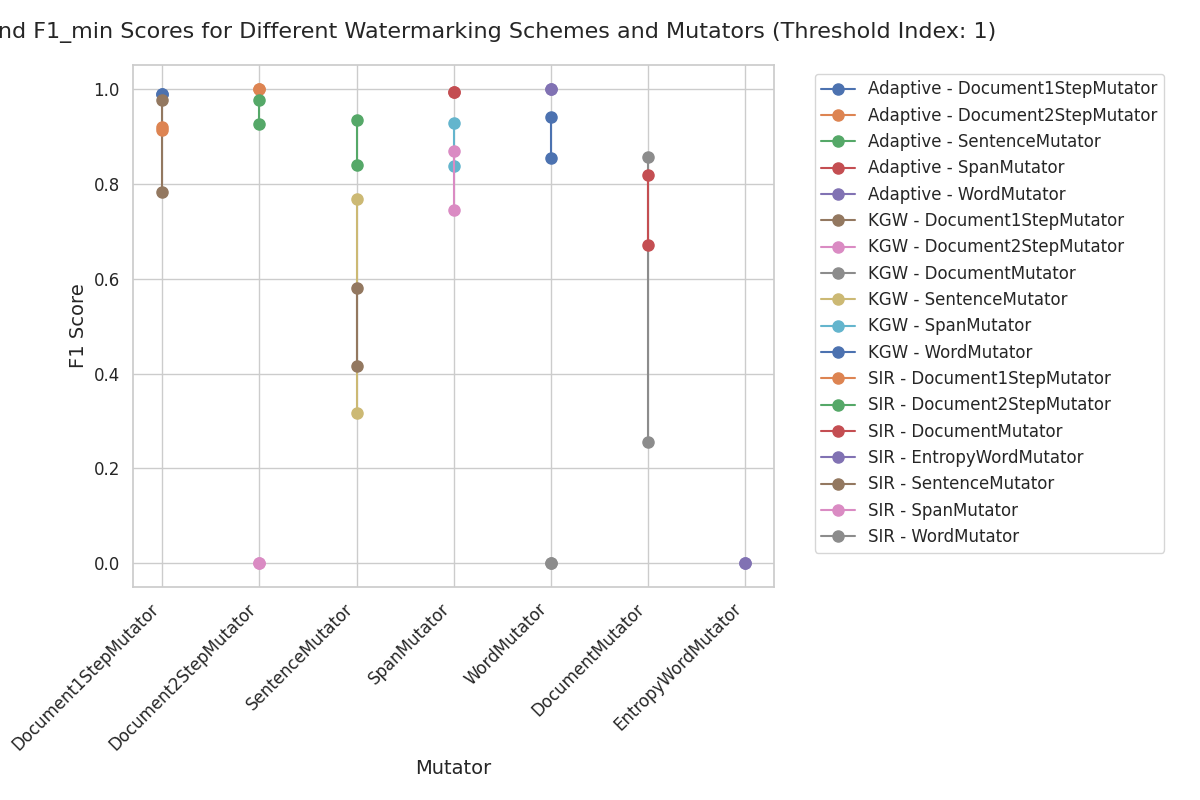 nd F1_min Scores for Different Watermarking Schemes and Mutators (Threshold Index: 1)
F1 Score
1.0
0.8
0.6
0.4
0.2
0.0
Document1StepMutator
Document2StepMutator
SentenceMutator
SpanMutator
WordMutator
DocumentMutator
EntropyWordMutator
Mutator
Adaptive - Document1StepMutator
Adaptive - Document2StepMutator
Adaptive - SentenceMutator
Adaptive - SpanMutator
Adaptive - WordMutator
KGW - Document1StepMutator
KGW - Document2StepMutator
KGW - DocumentMutator
KGW - SentenceMutator
KGW - SpanMutator
KGW - WordMutator
SIR - Document1StepMutator
SIR - Document2StepMutator
SIR - DocumentMutator
SIR - EntropyWordMutator
SIR - SentenceMutator
SIR - SpanMutator
SIR - WordMutator